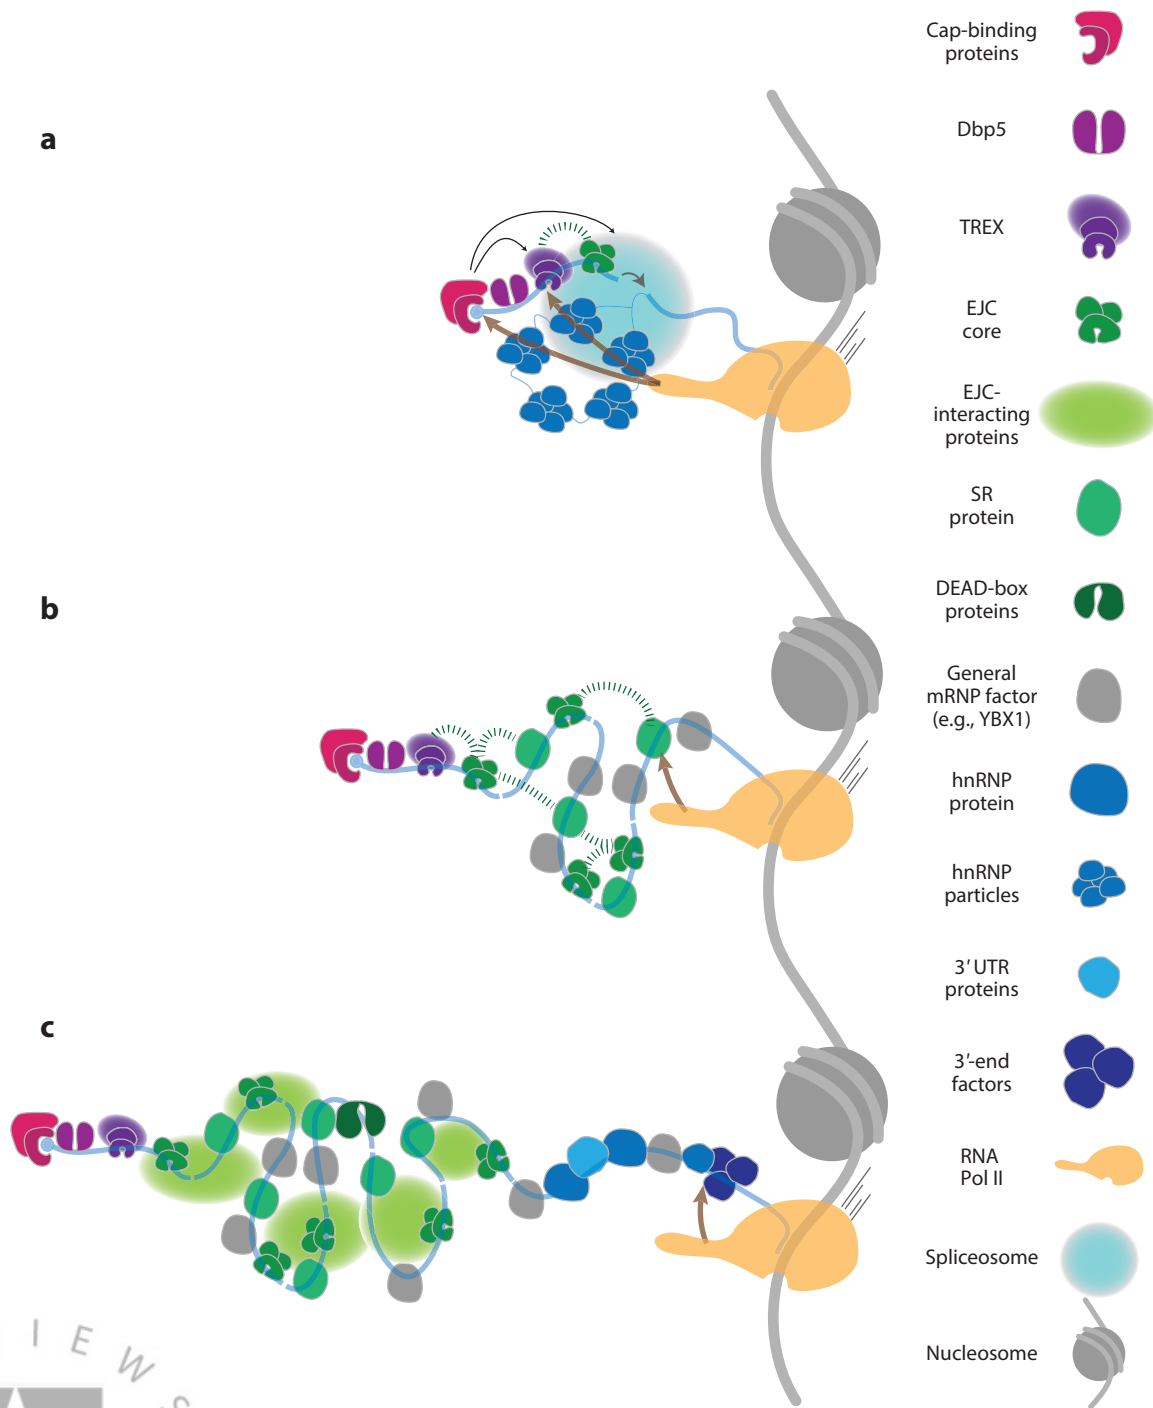 a
b
c
Cap-binding
proteins
Dbp5
TREX
EJC
core
EJC-
interacting
proteins
SR
protein
DEAD-box
proteins
General
mRNP factor
(e.g., YBX1)
hnRNP
protein
hnRNP
particles
3′ UTR
proteins
3′-end
factors
RNA
Pol II
Spliceosome
Nucleosome
I E W S